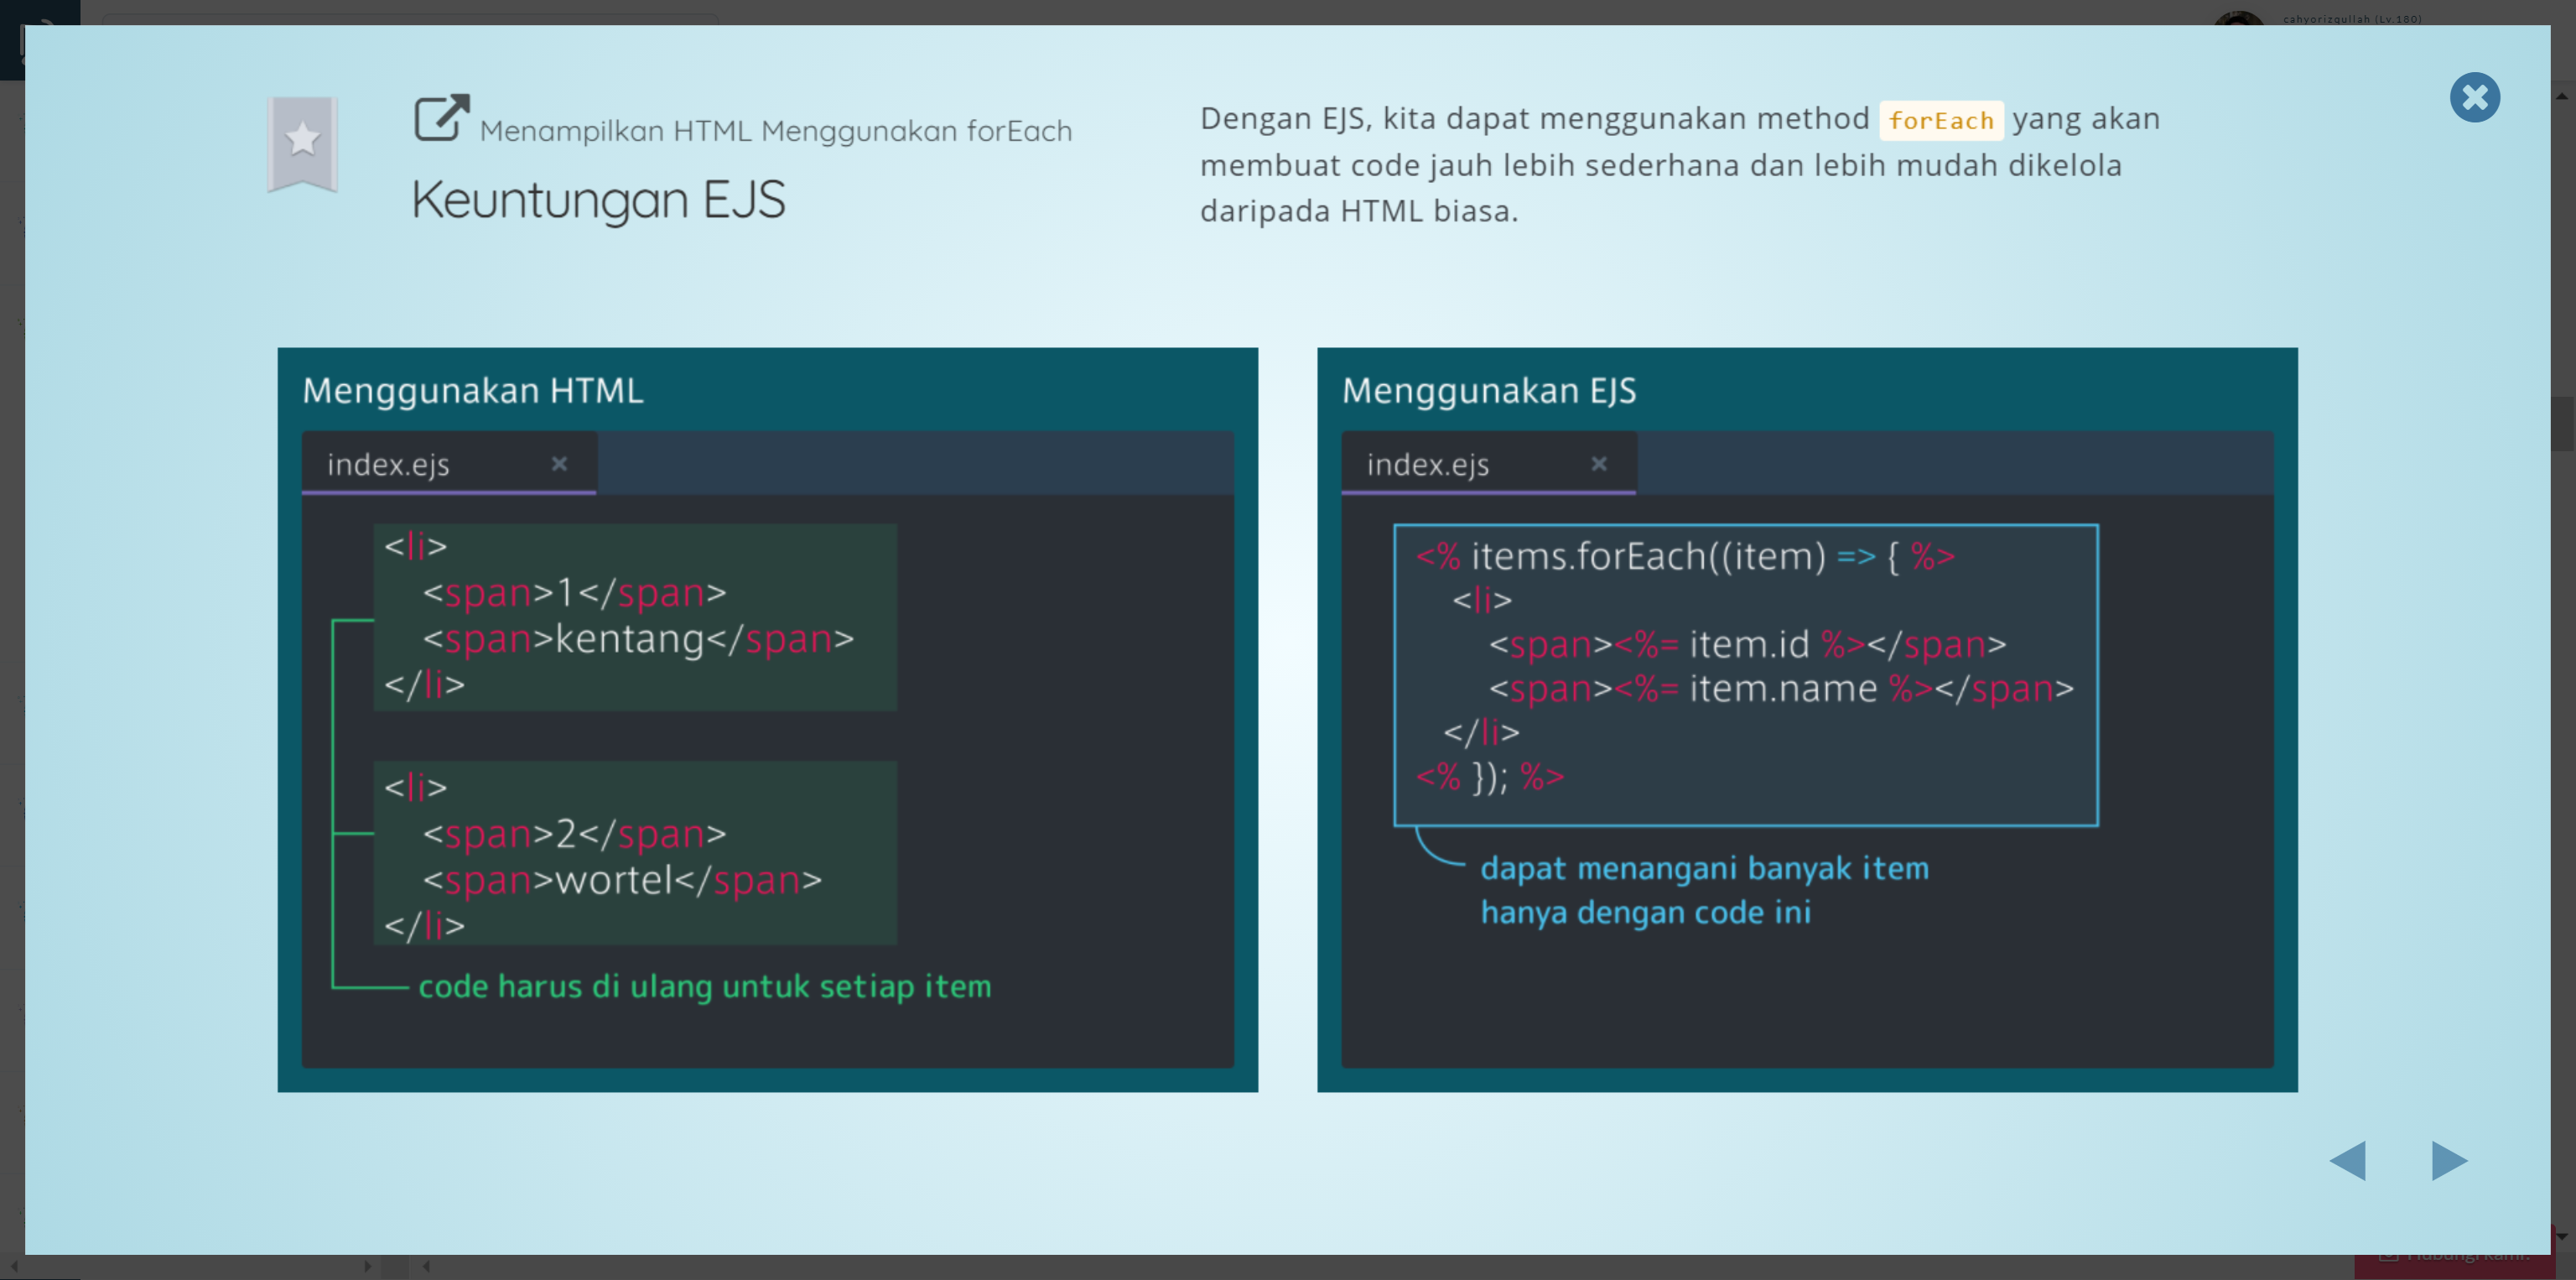 cahyorizqullah (Lv.180)
Menampilkan HTML Menggunakan forEach
Keuntungan EJS
Dengan EJS, kita dapat menggunakan method forEach yang akan
membuat code jauh lebih sederhana dan lebih mudah dikelola
daripada HTML biasa.
Menggunakan HTML
index.ejs
<li>
<span>1</span>
<span>kentang</span>
</li>
<li>
<span>2</span>
<span>wortel</span>
</li>
code harus di ulang untuk setiap item
Menggunakan EJS
index.ejs
<% items.forEach((item) => { %>
<li>
<span><%= item.id %></span>
<span><%= item.name %></span>
</li>
<% }); %>
dapat menangani banyak item
hanya dengan code ini